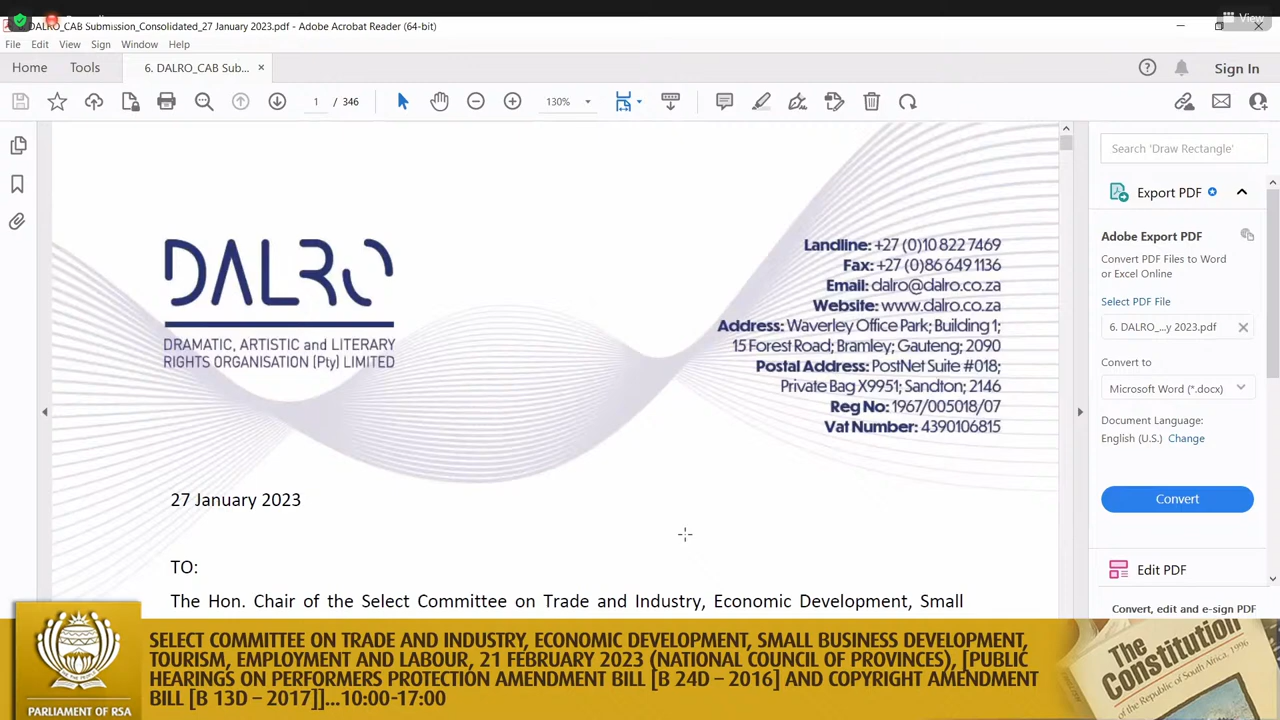 View
DALRO_CAB Submission_Consolidated_27 January 2023.pdf - Adobe Acrobat Reader (64-bit)
File Edit View Sign Window Help
Home Tools 6. DALRO_CAB Sub... × Sign In
1 / 346 130%
Landline: +27 (0)10 822 7469
Fax: +27 (0)86 649 1136
Email: dalro@dalro.co.za
Website: www.dalro.co.za
Address: Waverley Office Park; Building 1;
15 Forest Road; Bramley; Gauteng; 2090
Postal Address: PostNet Suite #018;
Private Bag X9951; Sandton; 2146
Reg No: 1967/005018/07
Vat Number: 4390106815
DALRO
DRAMATIC, ARTISTIC and LITERARY
RIGHTS ORGANISATION (Pty) LIMITED
27 January 2023
TO:
The Hon. Chair of the Select Committee on Trade and Industry, Economic Development, Small
Search 'Draw Rectangle'
Export PDF
Adobe Export PDF
Convert PDF Files to Word
or Excel Online
Select PDF File
6. DALRO_...y 2023.pdf
Convert to
Microsoft Word (*.docx)
Document Language:
English (U.S.) Change
Convert
Edit PDF
Convert, edit and e-sign PDF
PARLIAMENT OF RSA
SELECT COMMITTEE ON TRADE AND INDUSTRY, ECONOMIC DEVELOPMENT, SMALL BUSINESS DEVELOPMENT,
TOURISM, EMPLOYMENT AND LABOUR, 21 FEBRUARY 2023 (NATIONAL COUNCIL OF PROVINCES), [PUBLIC
HEARINGS ON PERFORMERS PROTECTION AMENDMENT BILL [B 24D – 2016] AND COPYRIGHT AMENDMENT
BILL [B 13D – 2017]]...10:00-17:00
The
Constitution
of the Republic of South Africa, 1996